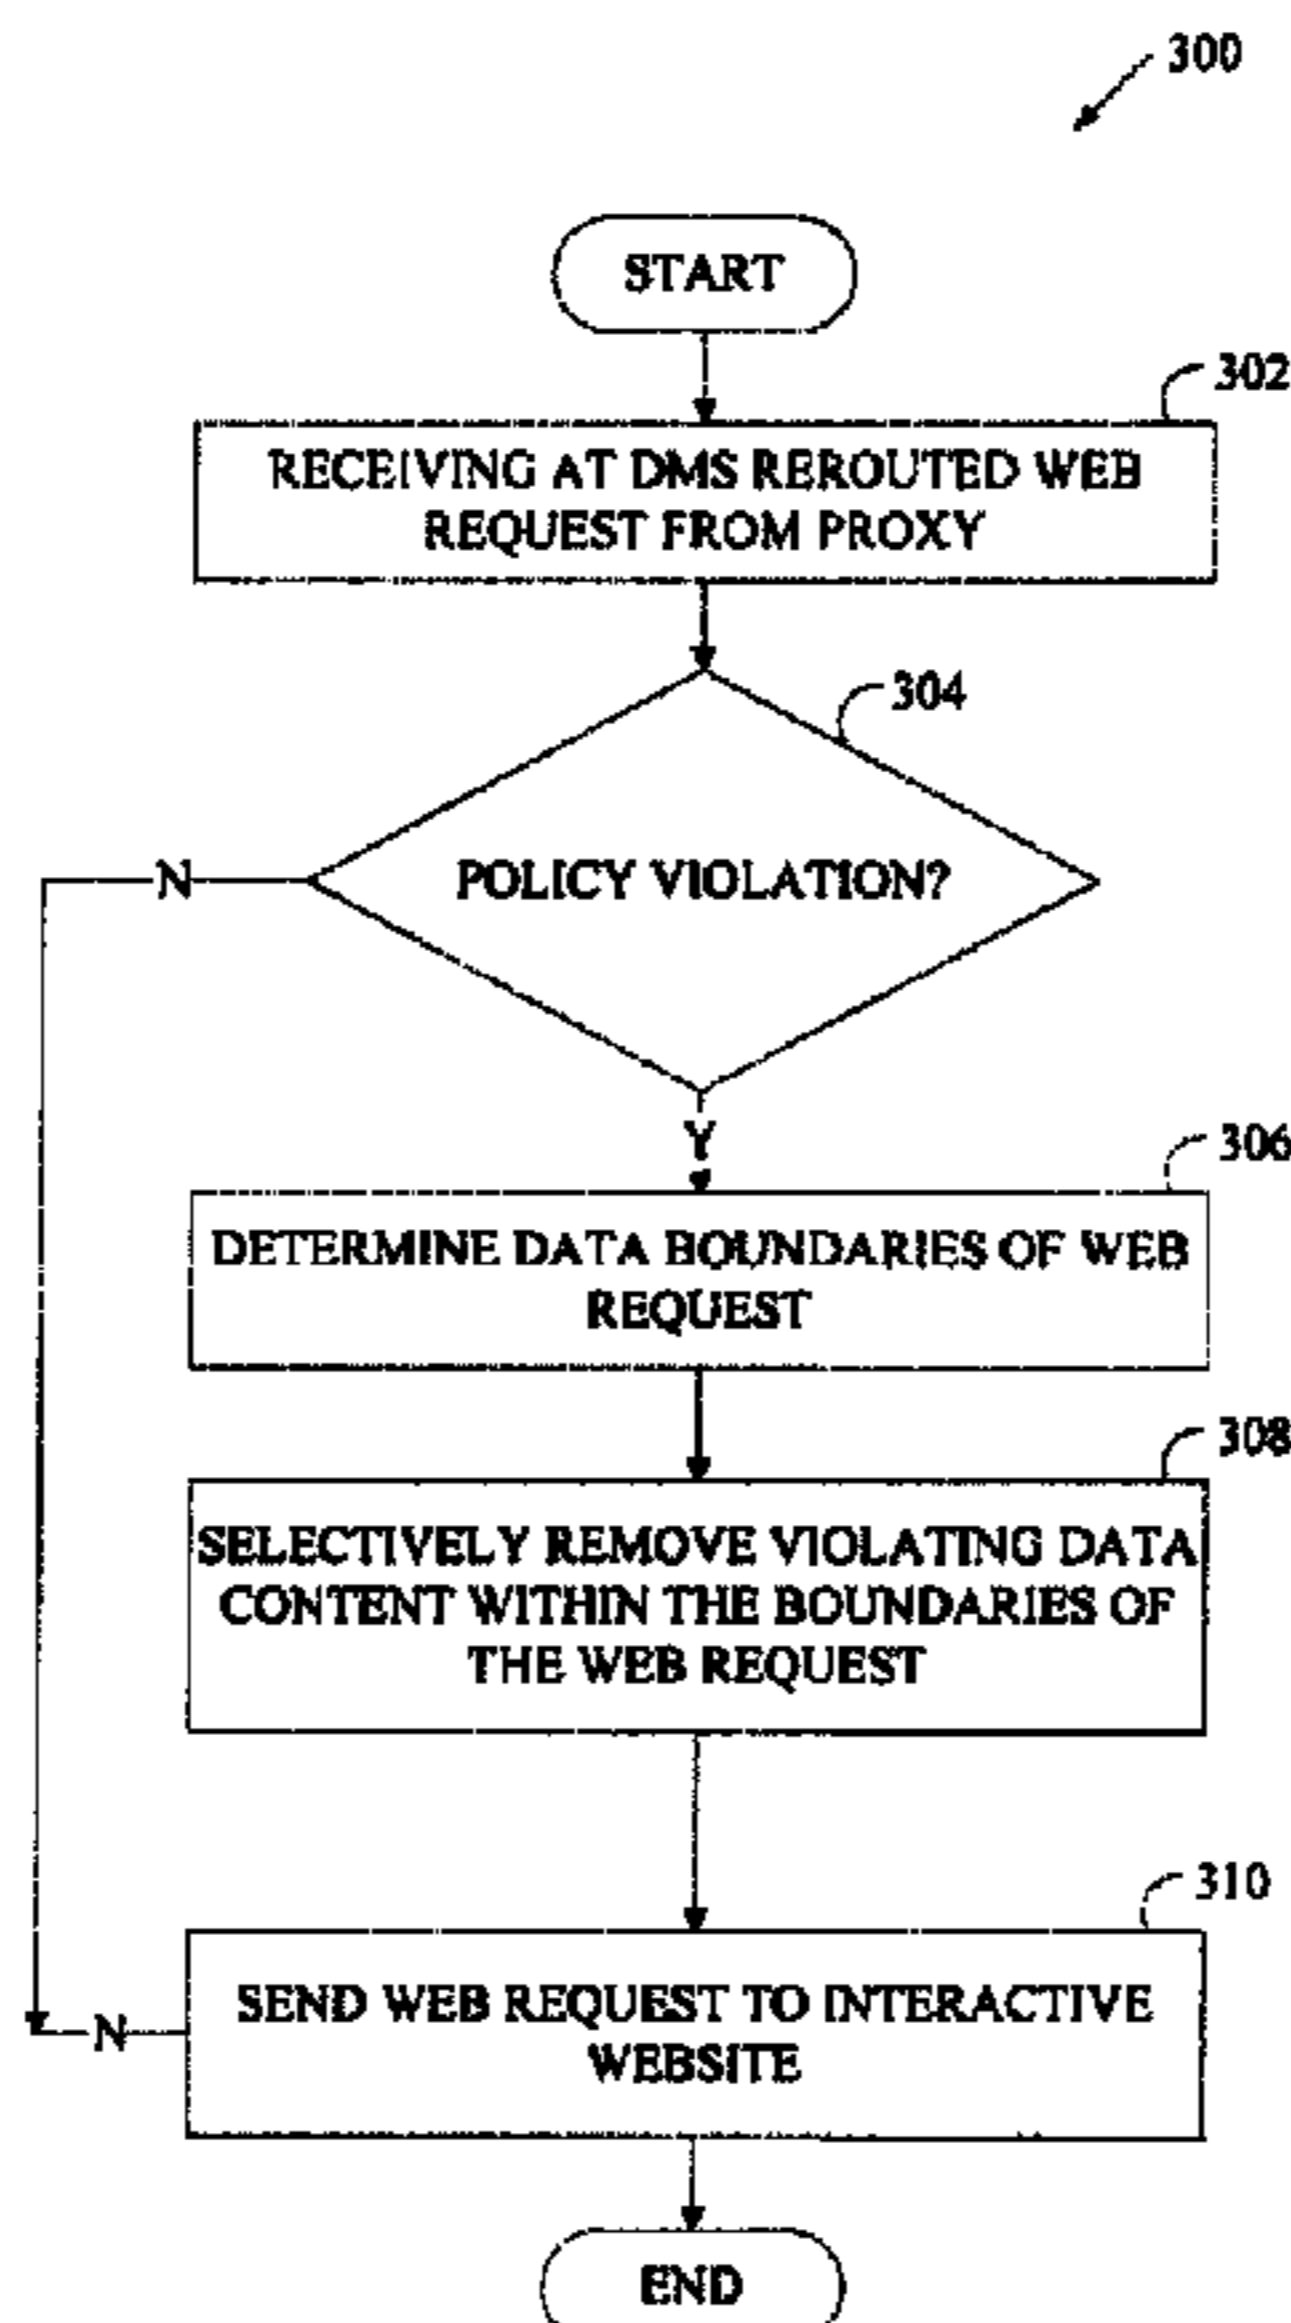 300
START
302
RECEIVING AT DMS REROUTED WEB
REQUEST FROM PROXY
304
N
POLICY VIOLATION?
Y
306
DETERMINE DATA BOUNDARIES OF WEB
REQUEST
308
SELECTIVELY REMOVE VIOLATING DATA
CONTENT WITHIN THE BOUNDARIES OF
THE WEB REQUEST
310
SEND WEB REQUEST TO INTERACTIVE
WEBSITE
N
END